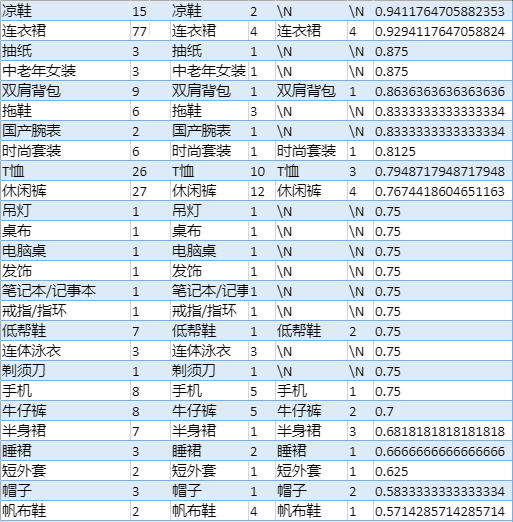 凉鞋 15 凉鞋 2 \N \N 0.9411764705882353
连衣裙 77 连衣裙 4 连衣裙 4 0.9294117647058824
抽纸 3 抽纸 1 \N \N 0.875
中老年女装 3 中老年女装 1 \N \N 0.875
双肩背包 9 双肩背包 1 双肩背包 1 0.8636363636363636
拖鞋 6 拖鞋 3 \N \N 0.8333333333333334
国产腕表 2 国产腕表 1 \N \N 0.8333333333333334
时尚套装 6 时尚套装 1 时尚套装 1 0.8125
T恤 26 T恤 10 T恤 3 0.7948717948717948
休闲裤 27 休闲裤 12 休闲裤 4 0.7674418604651163
吊灯 1 吊灯 1 \N \N 0.75
桌布 1 桌布 1 \N \N 0.75
电脑桌 1 电脑桌 1 \N \N 0.75
发饰 1 发饰 1 \N \N 0.75
笔记本/记事本 1 笔记本/记事 1 \N \N 0.75
戒指/指环 1 戒指/指环 1 \N \N 0.75
低帮鞋 7 低帮鞋 1 低帮鞋 2 0.75
连体泳衣 3 连体泳衣 3 \N \N 0.75
剃须刀 1 剃须刀 1 \N \N 0.75
手机 8 手机 5 手机 1 0.75
牛仔裤 8 牛仔裤 5 牛仔裤 2 0.7
半身裙 7 半身裙 1 半身裙 3 0.6818181818181818
睡裙 3 睡裙 2 睡裙 1 0.6666666666666666
短外套 2 短外套 1 短外套 1 0.625
帽子 3 帽子 1 帽子 2 0.5833333333333334
帆布鞋 2 帆布鞋 4 帆布鞋 1 0.5714285714285714